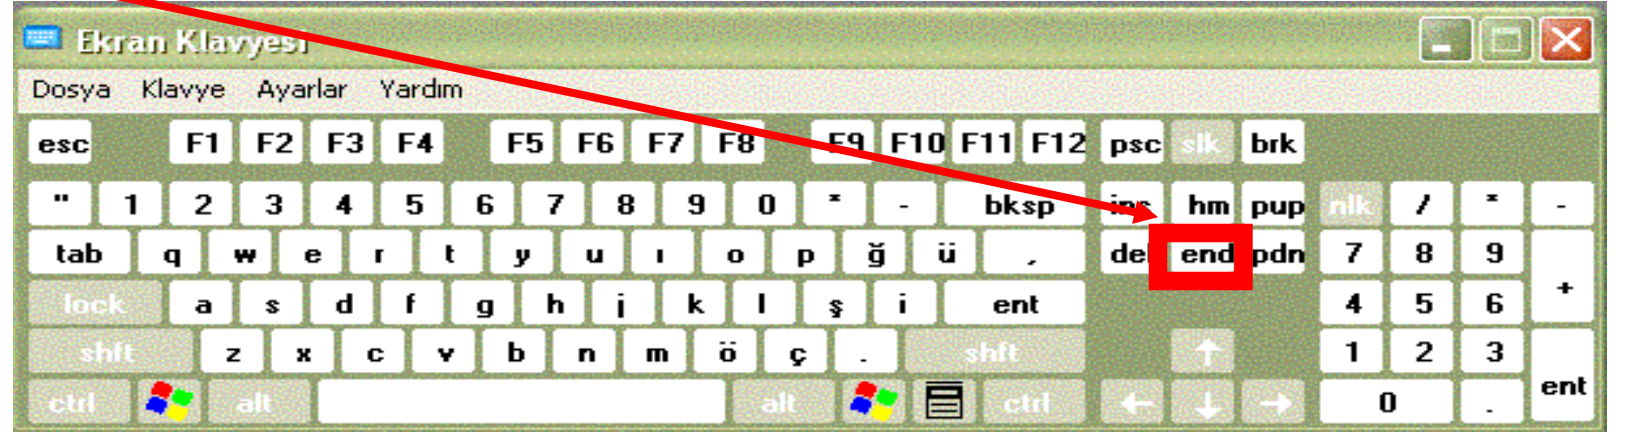 Ekran Klavyesi
Dosya Klavye Ayarlar Yardım
esc F1 F2 F3 F4 F5 F6 F7 F8 F9 F10 F11 F12 psc slk brk
" 1 2 3 4 5 6 7 8 9 0 * - bksp ins hm pup nlk / * -
tab q w e r t y u ı o p ğ ü , del end pdn 7 8 9 +
lock a s d f g h j k l ş i ent 4 5 6
shft z x c v b n m ö ç . shft ↑ 1 2 3 ent
ctrl alt alt ctrl ← ↓ → 0 .